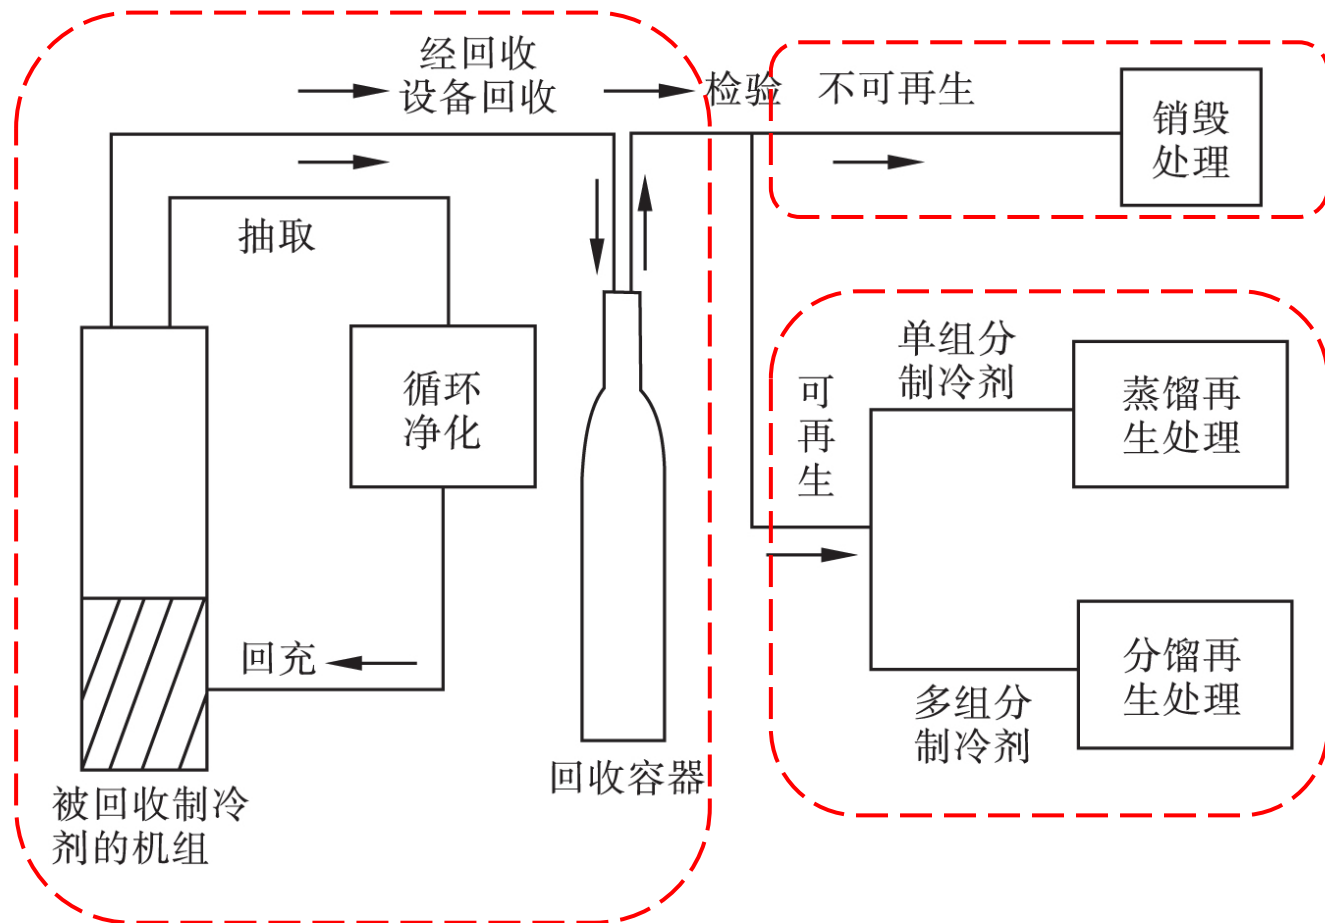 经回收
设备回收
检验
不可再生
销毁
处理
抽取
循环
净化
单组分
制冷剂
蒸馏再
生处理
可
再
生
回充
多组分
制冷剂
分馏再
生处理
回收容器
被回收制冷
剂的机组